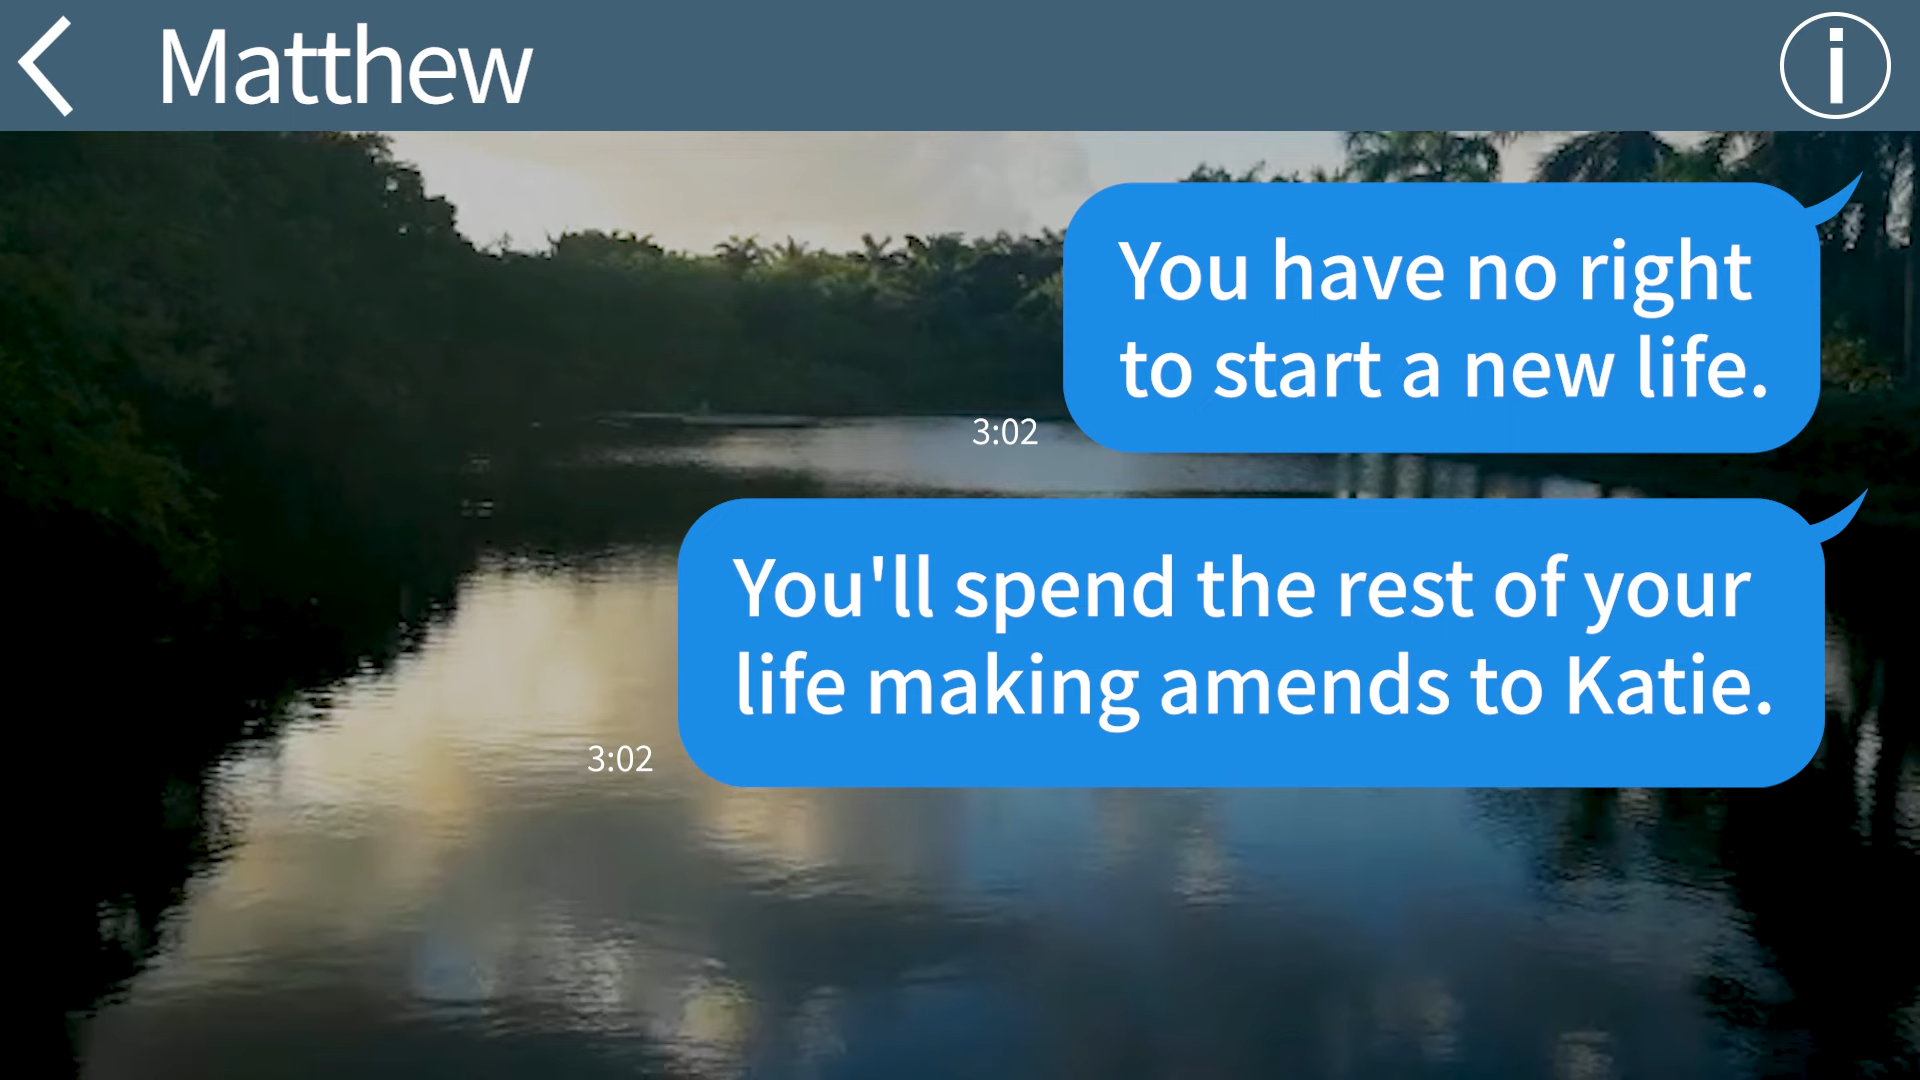 Matthew
You have no right
to start a new life.
3:02
You'll spend the rest of your
life making amends to Katie.
3:02